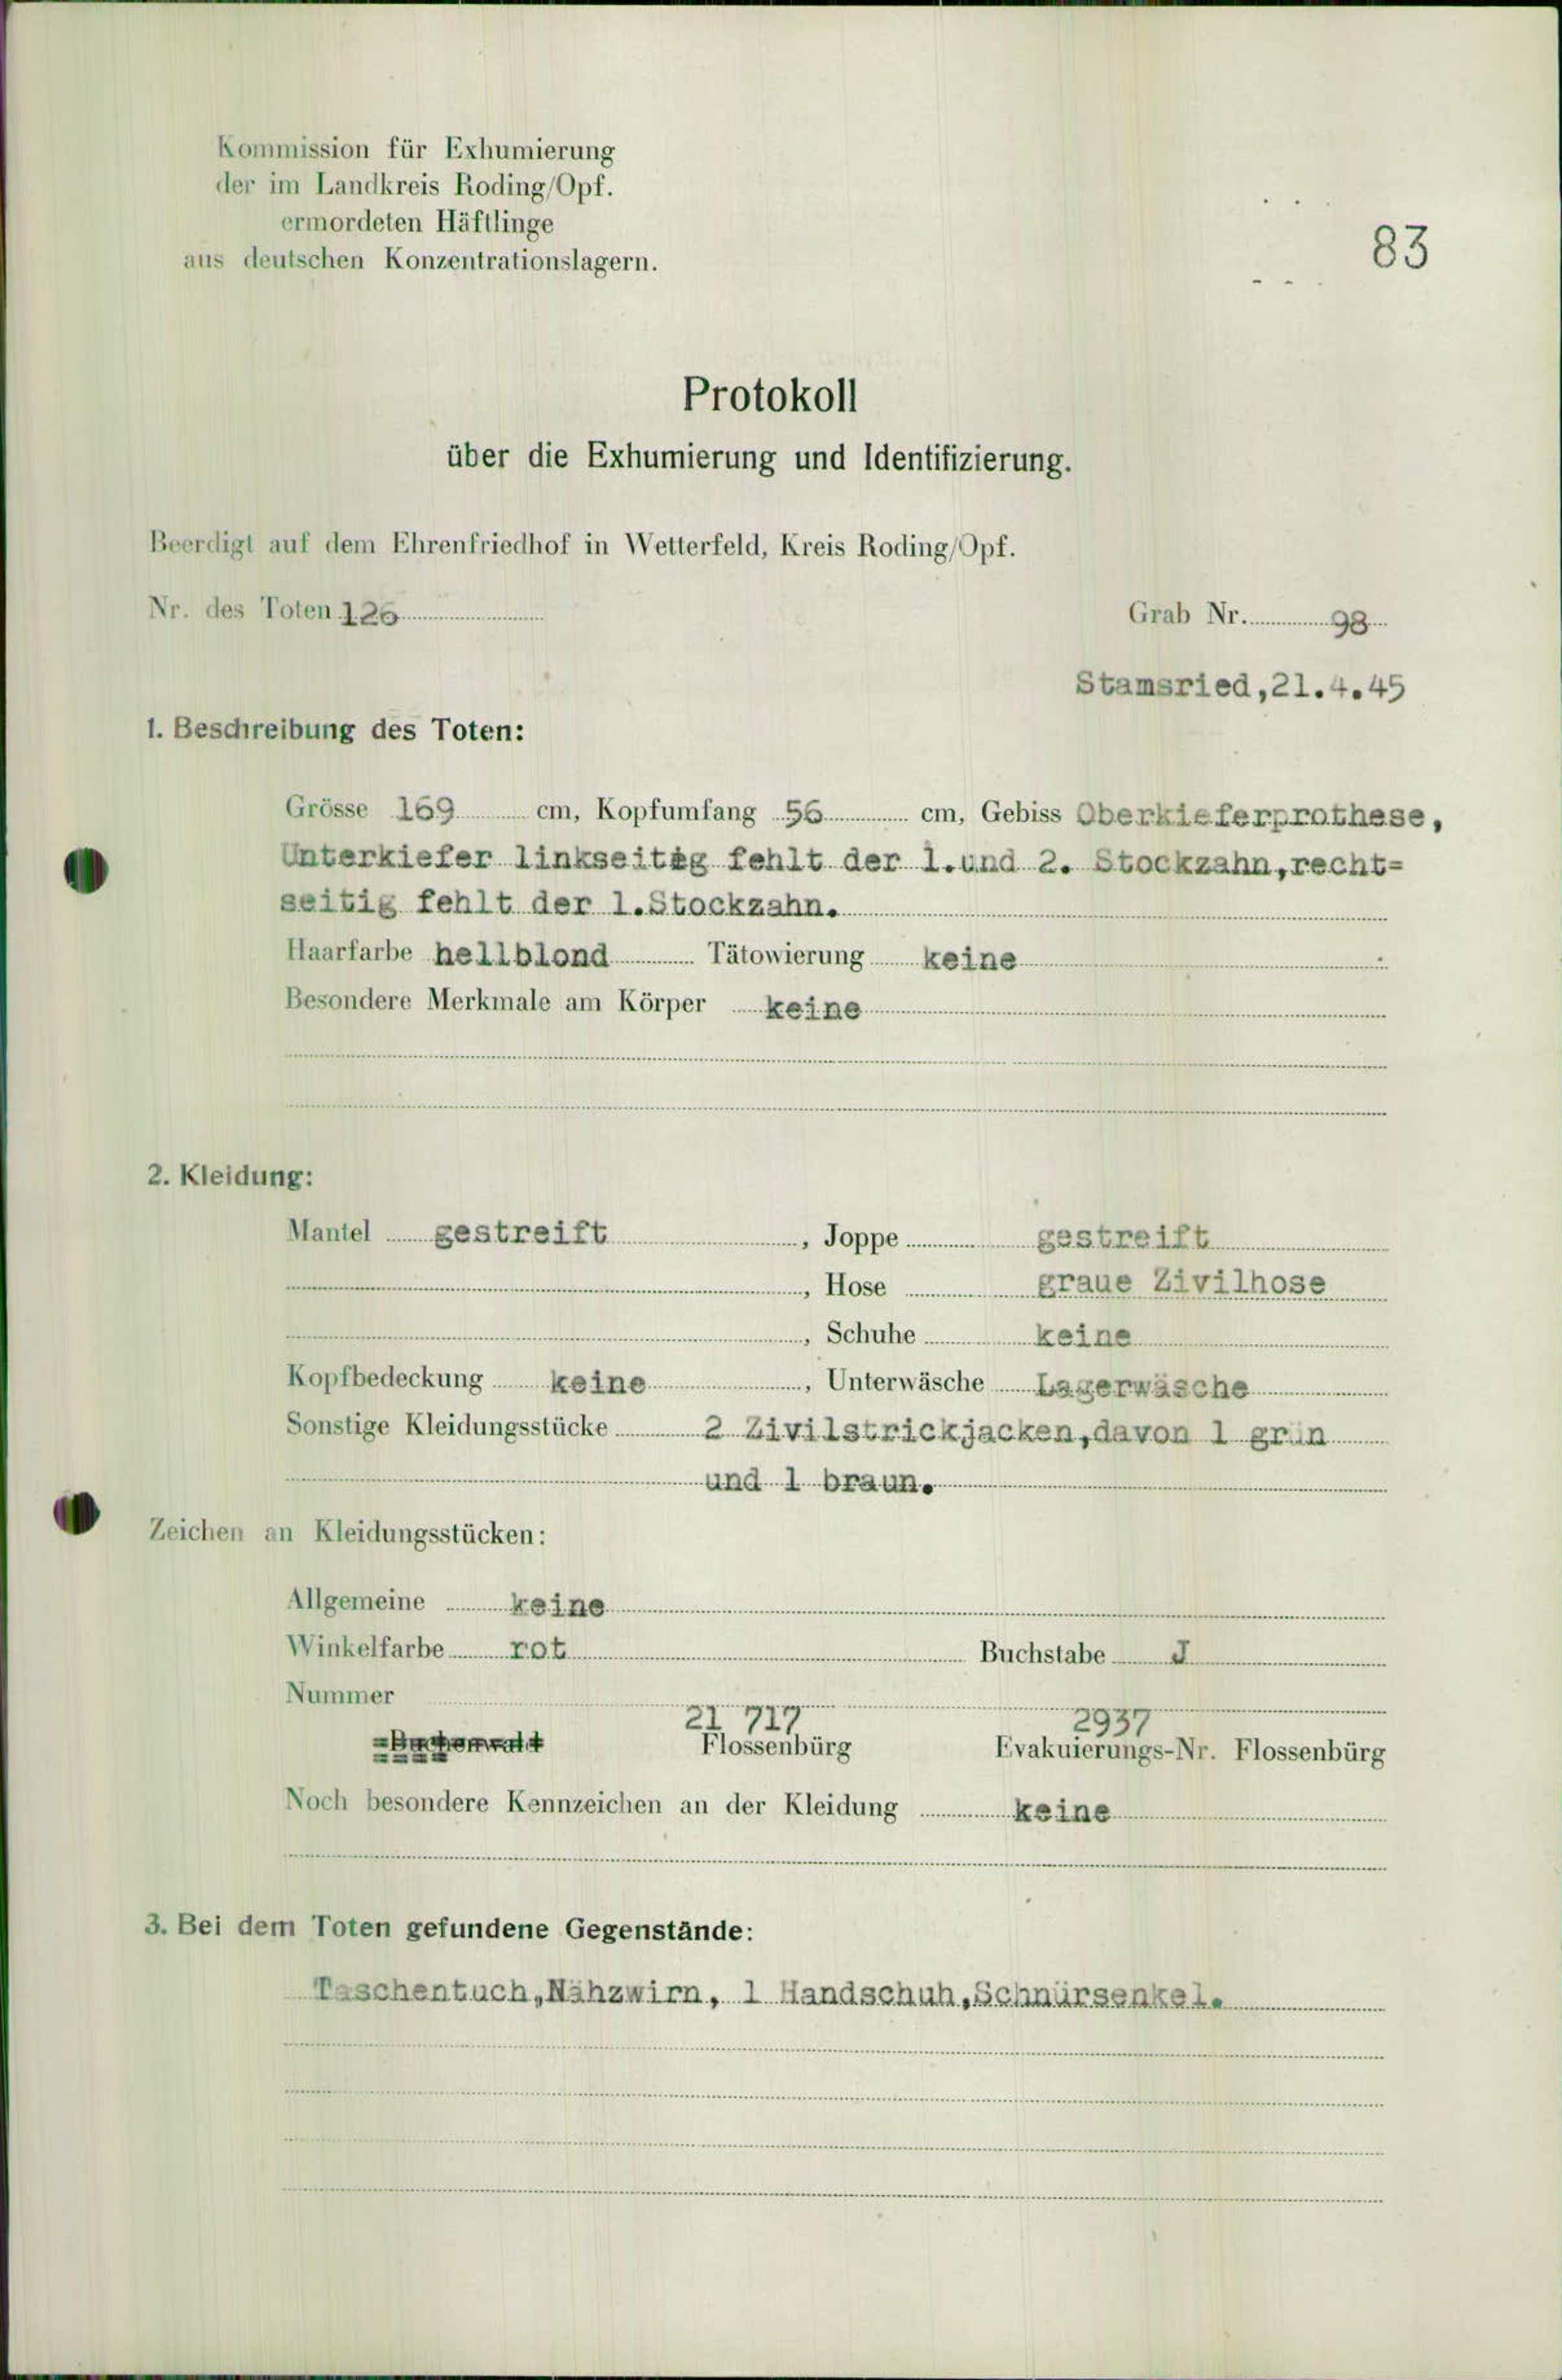 Kommission für Exhumierung
der im Landkreis Roding/Opf.
ermordeten Häftlinge
aus deutschen Konzentrationslagern.
83
Protokoll
über die Exhumierung und Identifizierung.
Beerdigt auf dem Ehrenfriedhof in Wetterfeld, Kreis Roding/Opf.
Nr. des Toten 126 Grab Nr. 98
Stamsried,21.4.45
1. Beschreibung des Toten:
Grösse 169 cm, Kopfumfang 56 cm, Gebiss Oberkieferprothese,
Unterkiefer linkseitig fehlt der 1.und 2. Stockzahn,recht=
seitig fehlt der 1.Stockzahn.
Haarfarbe hellblond Tätowierung keine
Besondere Merkmale am Körper keine
2. Kleidung:
Mantel gestreift, Joppe gestreift
, Hose graue Zivilhose
, Schuhe keine
Kopfbedeckung keine, Unterwäsche Lagerwäsche
Sonstige Kleidungsstücke 2 Zivilstrickjacken,davon 1 grün
und 1 braun.
Zeichen an Kleidungsstücken:
Allgemeine keine
Winkelfarbe rot Buchstabe J
Nummer 21 717 2937
Flossenbürg Evakuierungs-Nr. Flossenbürg
Noch besondere Kennzeichen an der Kleidung keine
3. Bei dem Toten gefundene Gegenstände:
Taschentuch,Nähzwirn, 1 Handschuh,Schnürsenkel.